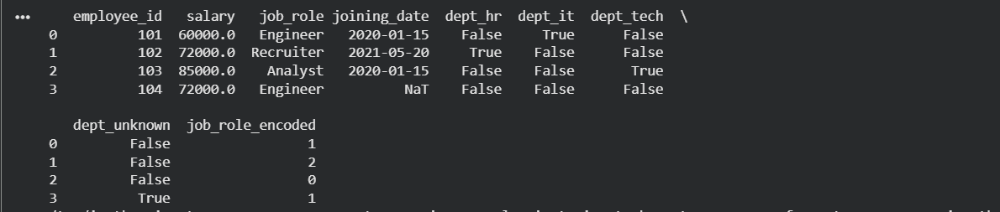 ••• employee_id salary job_role joining_date dept_hr dept_it dept_tech \
0 101 60000.0 Engineer 2020-01-15 False True False
1 102 72000.0 Recruiter 2021-05-20 True False False
2 103 85000.0 Analyst 2020-01-15 False False True
3 104 72000.0 Engineer NaT False False False
dept_unknown job_role_encoded
0 False 1
1 False 2
2 False 0
3 True 1